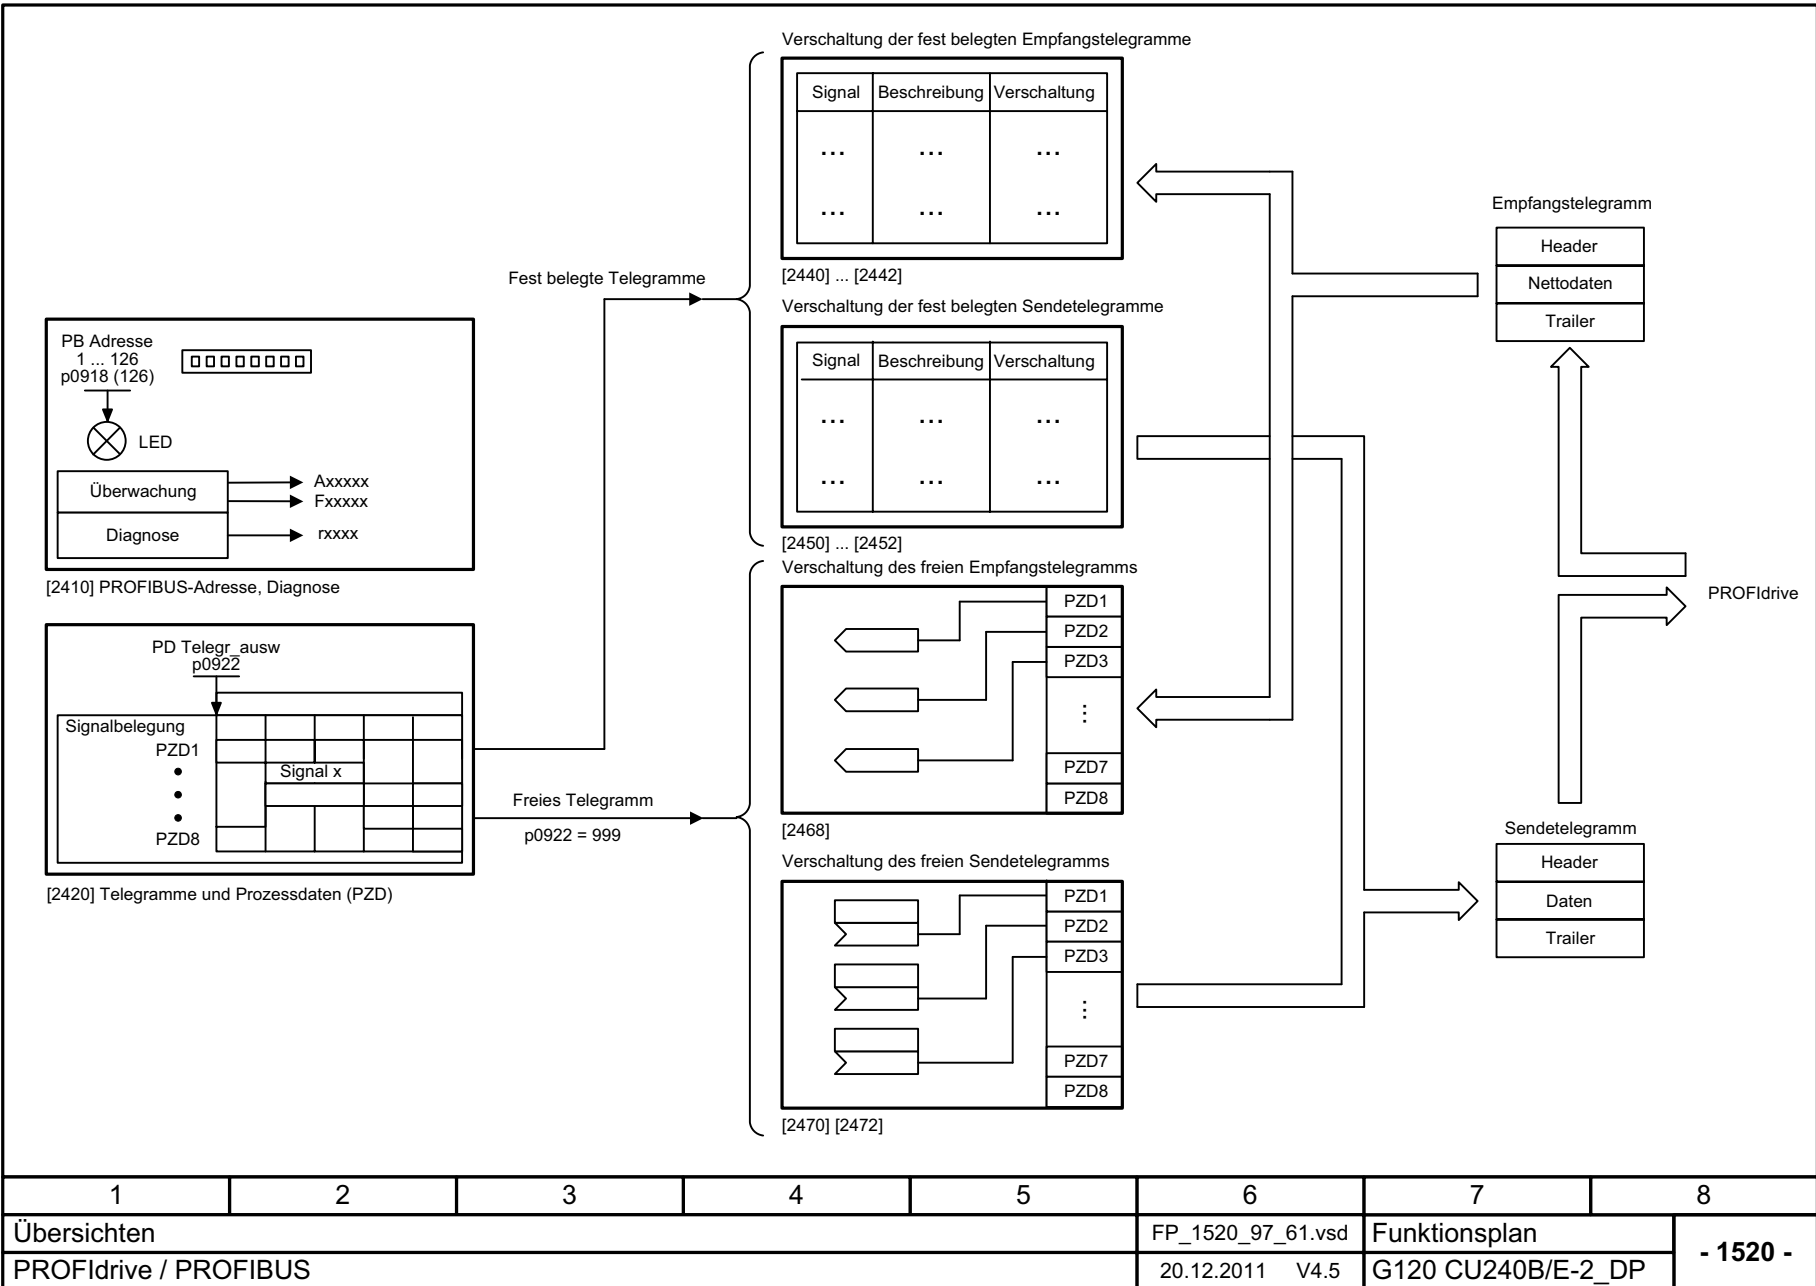 Verschaltung der fest belegten Empfangstelegramme
Signal Beschreibung Verschaltung
... ... ...
... ... ...
[2440] ... [2442]
Fest belegte Telegramme
Verschaltung der fest belegten Sendetelegramme
Signal Beschreibung Verschaltung
... ... ...
... ... ...
[2450] ... [2452]
PB Adresse
1 ... 126
p0918 (126)
LED
Überwachung
Axxxxx
Fxxxxx
Diagnose
rxxxx
[2410] PROFIBUS-Adresse, Diagnose
PD Telegr_ausw
p0922
Signalbelegung
PZD1
Signal x
PZD8
[2420] Telegramme und Prozessdaten (PZD)
Freies Telegramm
p0922 = 999
Verschaltung des freien Empfangstelegramms
PZD1
PZD2
PZD3
...
PZD7
PZD8
[2468]
Verschaltung des freien Sendetelegramms
PZD1
PZD2
PZD3
...
PZD7
PZD8
[2470] [2472]
Empfangstelegramm
Header
Nettodaten
Trailer
PROFIdrive
Sendetelegramm
Header
Daten
Trailer
1 2 3 4 5 6 7 8
Übersichten FP_1520_97_61.vsd Funktionsplan
- 1520 -
PROFIdrive / PROFIBUS 20.12.2011 V4.5 G120 CU240B/E-2_DP